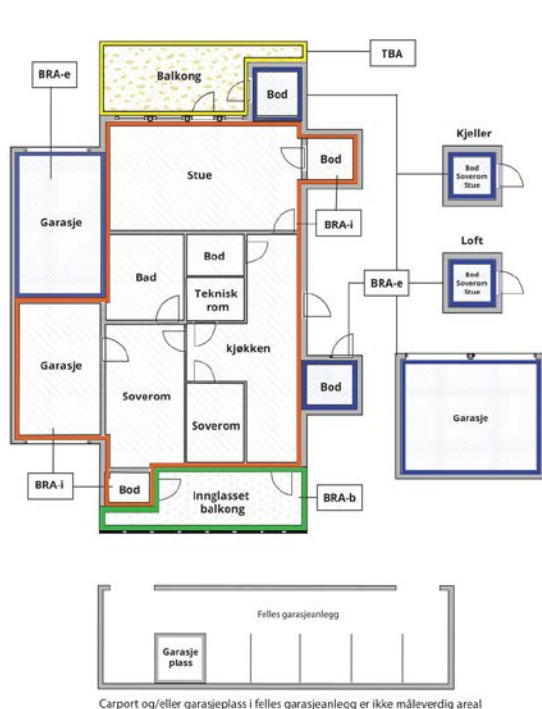 TBA
BRA-e
Balkong
Bod
Kjeller
Bod
Soverom
Stue
Stue
Bod
Garasje
BRA-i
Loft
Bod
Bad
Teknisk
rom
BRA-e
Bod
Soverom
Stue
kjøkken
Garasje
Soverom
Soverom
Bod
Garasje
BRA-i
Bod
Innglasset
balkong
BRA-b
Felles garasjeanlegg
Garasje
plass
Carport og/eller garasjeplass i felles garasjeanlegg er ikke måleverdig areal